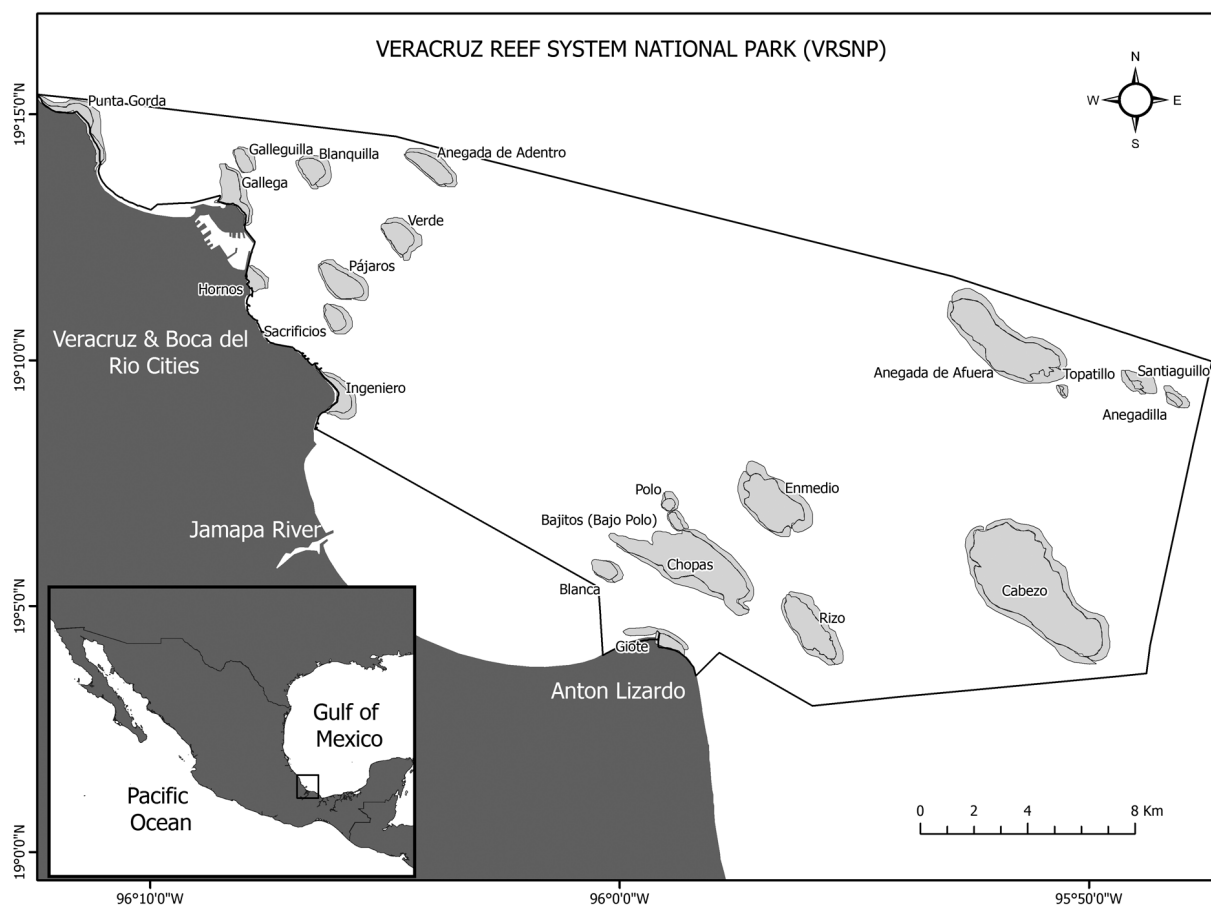 VERACRUZ REEF SYSTEM NATIONAL PARK (VRSNP)
N
W
E
S
19°15'0"N
19°10'0"N
19°5'0"N
19°0'0"N
Punta Gorda
Galleguilla
Blanquilla
Anegada de Adentro
Gallega
Verde
Pájaros
Hornos
Sacrificios
Veracruz & Boca del
Rio Cities
Ingeniero
Anegada de Afuera
Topatillo
Santiaguillo
Anegadilla
Polo
Enmedio
Bajitos (Bajo Polo)
Jamapa River
Chopas
Blanca
Cabezo
Rizo
Giote
Anton Lizardo
Gulf of
Mexico
Pacific
Ocean
0
2
4
8 Km
96°10'0"W
96°0'0"W
95°50'0"W